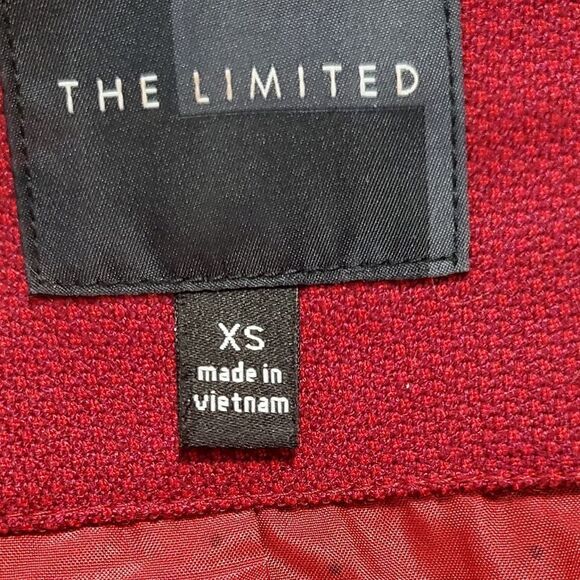 THE LIMITED
XS
made in
vietnam